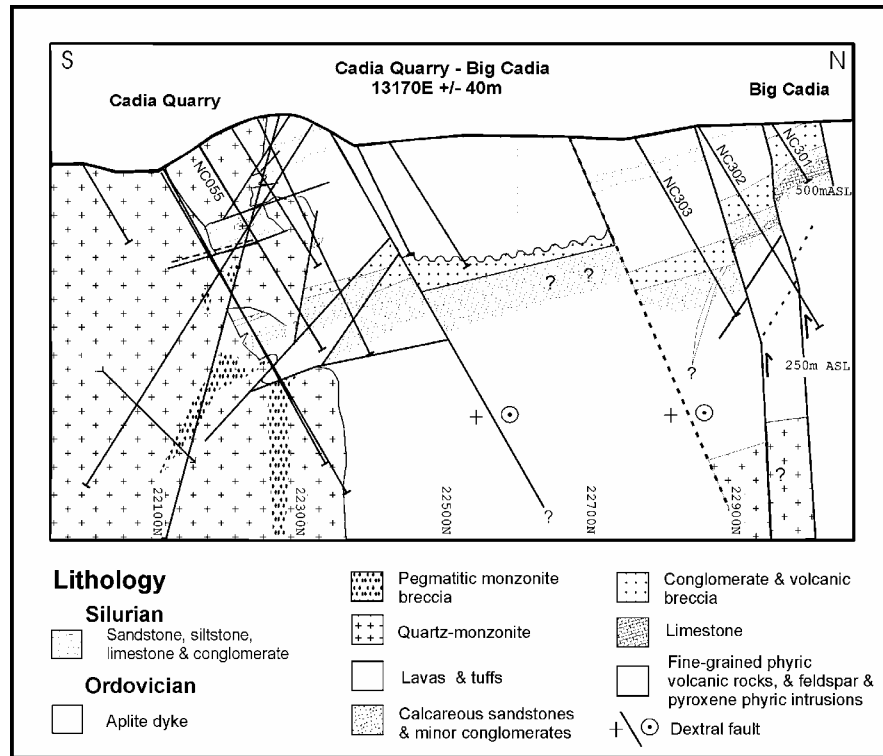 S
N
Cadia Quarry - Big Cadia
13170E +/- 40m
Cadia Quarry
Big Cadia
NC055
NC303
NC302
NC301
500mASL
? ?
?
250m ASL
?
?
22100N
22300N
22500N
22700N
22900N
Lithology
Silurian
Sandstone, siltstone,
limestone & conglomerate
Ordovician
Aplite dyke
Pegmatitic monzonite
breccia
Quartz-monzonite
Lavas & tuffs
Calcareous sandstones
& minor conglomerates
Conglomerate & volcanic
breccia
Limestone
Fine-grained phyric
volcanic rocks, & feldspar &
pyroxene phyric intrusions
Dextral fault